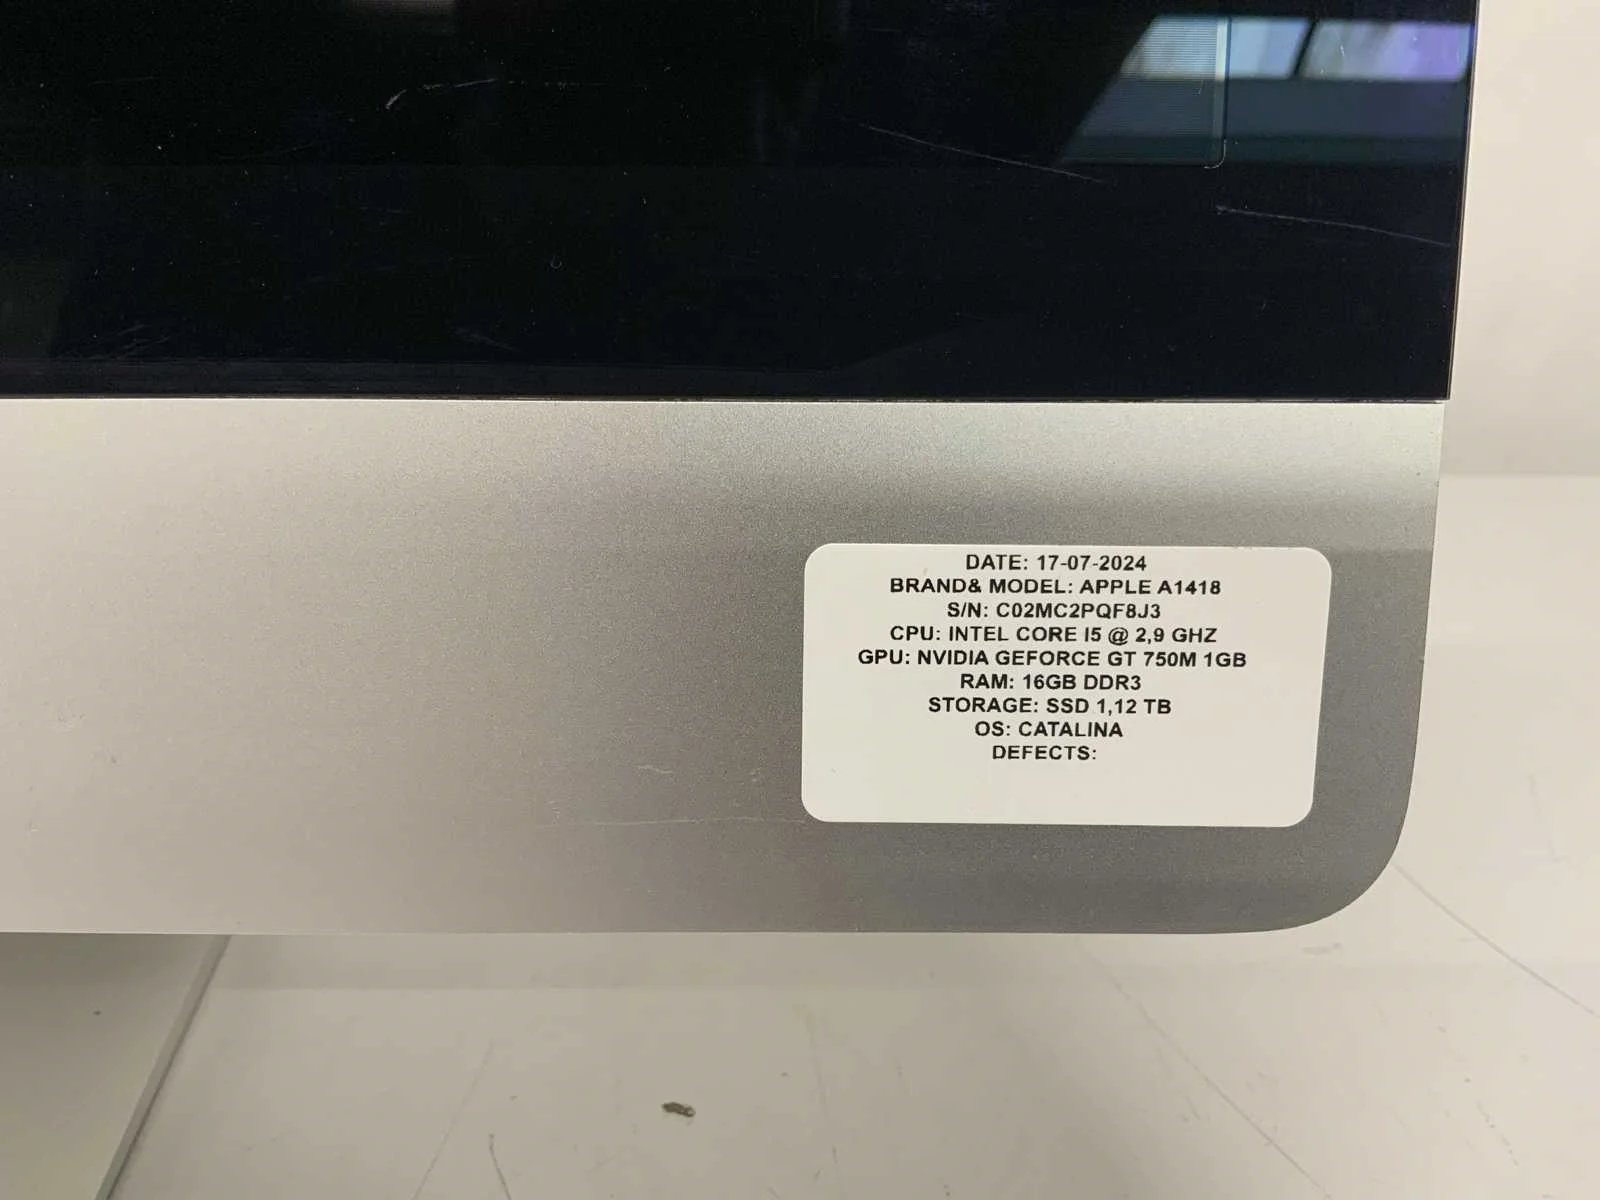 DATE: 17-07-2024
BRAND& MODEL: APPLE A1418
S/N: C02MC2PQF8J3
CPU: INTEL CORE I5 @ 2,9 GHZ
GPU: NVIDIA GEFORCE GT 750M 1GB
RAM: 16GB DDR3
STORAGE: SSD 1,12 TB
OS: CATALINA
DEFECTS: